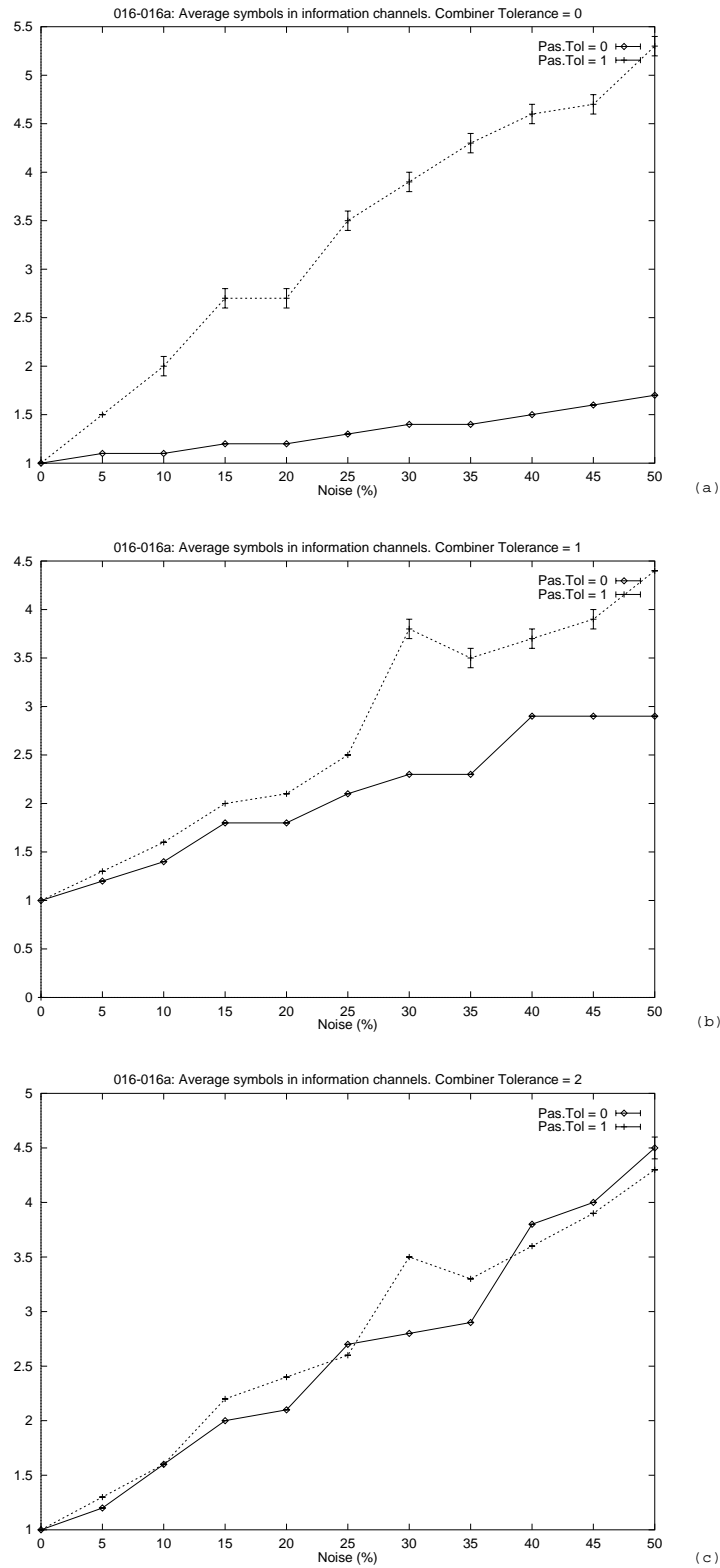 016-016a: Average symbols in information channels. Combiner Tolerance = 0
5.5
5
4.5
4
3.5
3
2.5
2
1.5
1
Pas.Tol = 0
Pas.Tol = 1
0 5 10 15 20 25 30 35 40 45 50
Noise (%)
(a)
016-016a: Average symbols in information channels. Combiner Tolerance = 1
4.5
4
3.5
3
2.5
2
1.5
1
0.5
0
Pas.Tol = 0
Pas.Tol = 1
0 5 10 15 20 25 30 35 40 45 50
Noise (%)
(b)
016-016a: Average symbols in information channels. Combiner Tolerance = 2
5
4.5
4
3.5
3
2.5
2
1.5
1
Pas.Tol = 0
Pas.Tol = 1
0 5 10 15 20 25 30 35 40 45 50
Noise (%)
(c)